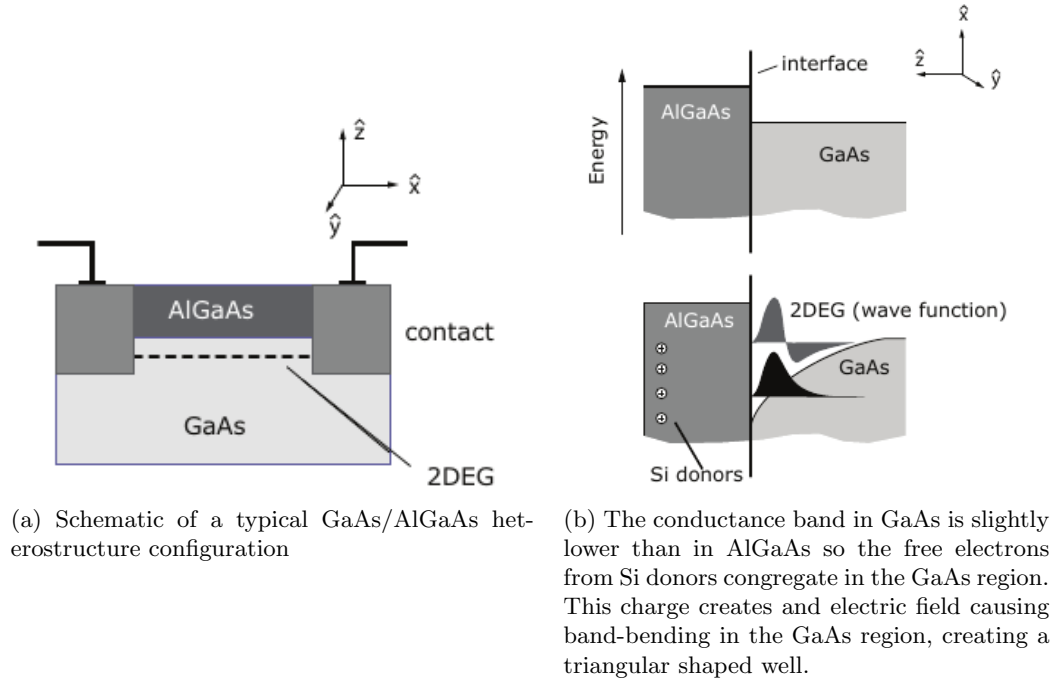 ẑ
x̂
ŷ
AlGaAs
contact
GaAs
2DEG
(a) Schematic of a typical GaAs/AlGaAs het-
erostructure configuration
x̂
ẑ
ŷ
interface
Energy
AlGaAs
GaAs
2DEG (wave function)
AlGaAs
GaAs
Si donors
(b) The conductance band in GaAs is slightly
lower than in AlGaAs so the free electrons
from Si donors congregate in the GaAs region.
This charge creates and electric field causing
band-bending in the GaAs region, creating a
triangular shaped well.